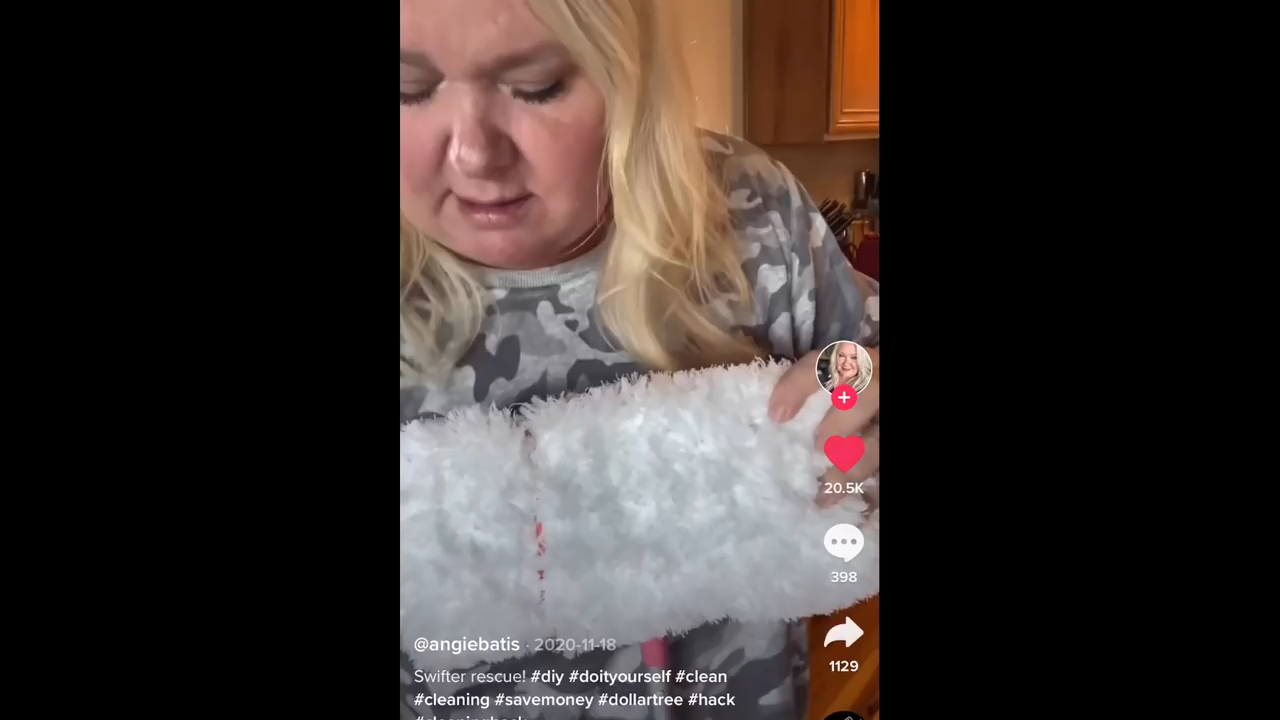 20.5K
398
1129
@angiebatis · 2020-11-18
Swifter rescue! #diy #doityourself #clean
#cleaning #savemoney #dollartree #hack